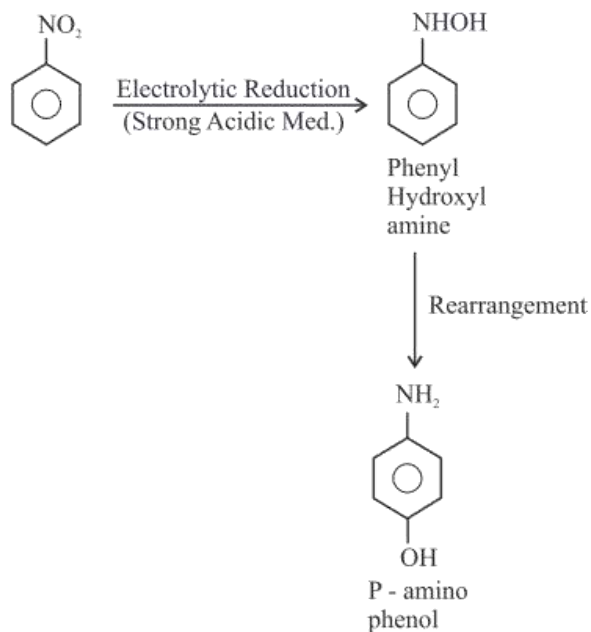 NO₂
NHOH
Electrolytic Reduction
(Strong Acidic Med.)
Phenyl
Hydroxyl
amine
Rearrangement
NH₂
OH
P - amino
phenol